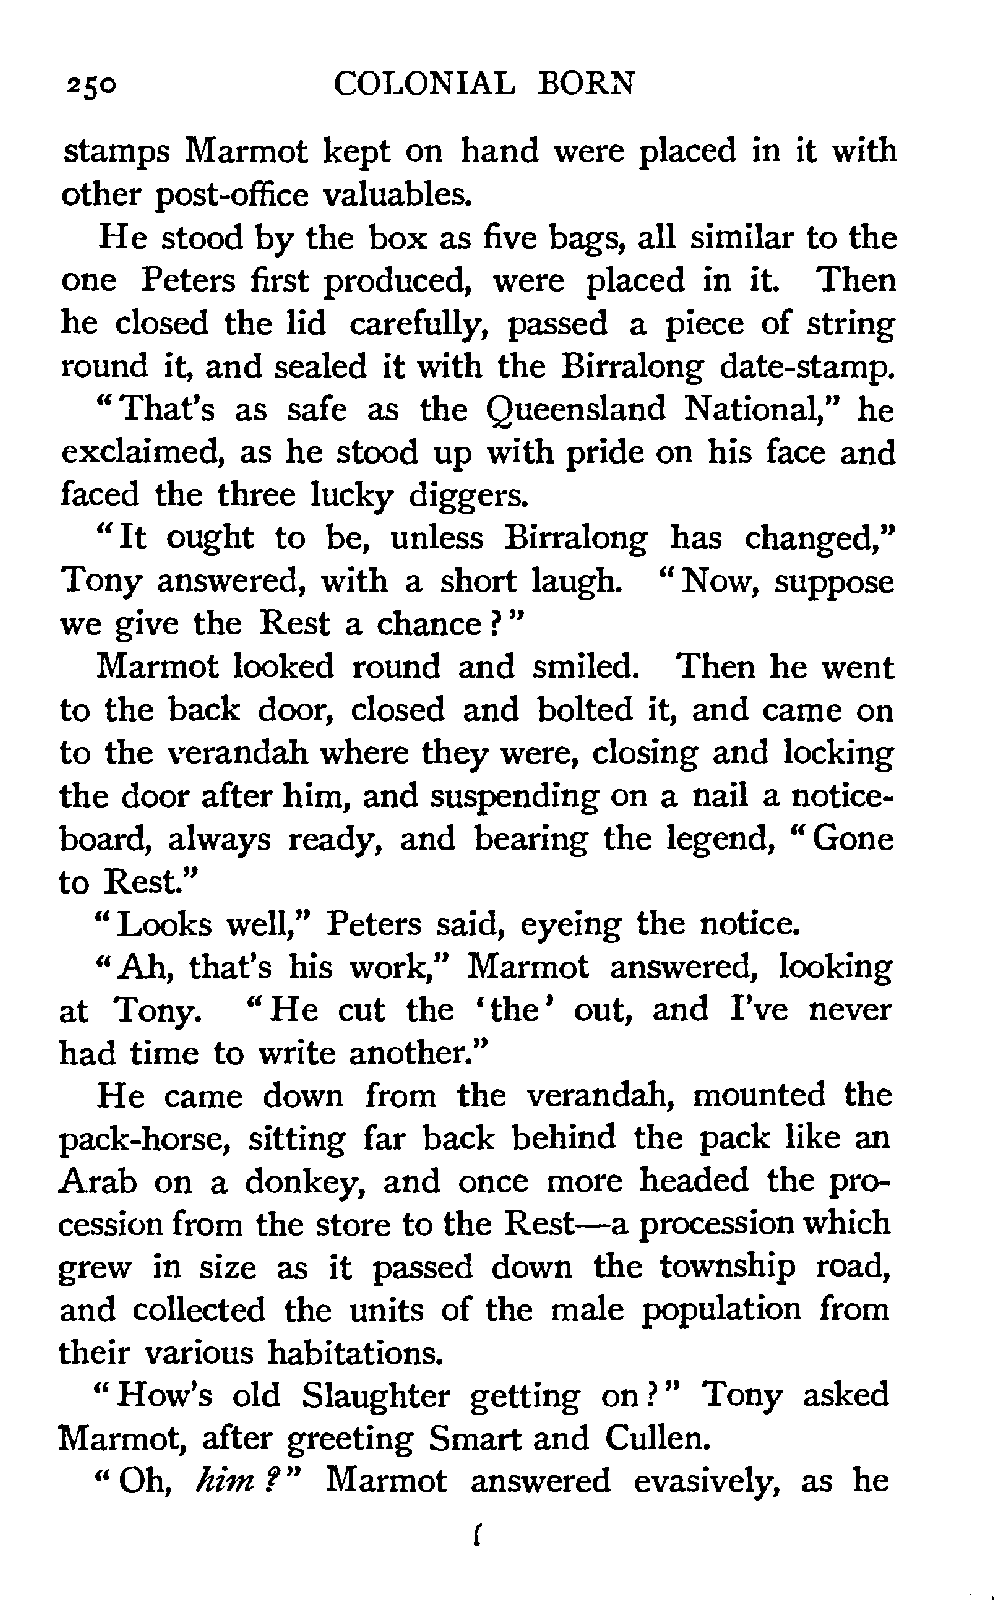 250 COLONIAL BORN
stamps Marmot kept on hand were placed in it with
other post-office valuables.
He stood by the box as five bags, all similar to the
one Peters first produced, were placed in it. Then
he closed the lid carefully, passed a piece of string
round it, and sealed it with the Birralong date-stamp.
"That's as safe as the Queensland National," he
exclaimed, as he stood up with pride on his face and
faced the three lucky diggers.
"It ought to be, unless Birralong has changed,"
Tony answered, with a short laugh. "Now, suppose
we give the Rest a chance?"
Marmot looked round and smiled. Then he went
to the back door, closed and bolted it, and came on
to the verandah where they were, closing and locking
the door after him, and suspending on a nail a notice-
board, always ready, and bearing the legend, "Gone
to Rest."
"Looks well," Peters said, eyeing the notice.
"Ah, that's his work," Marmot answered, looking
at Tony. "He cut the 'the' out, and I've never
had time to write another."
He came down from the verandah, mounted the
pack-horse, sitting far back behind the pack like an
Arab on a donkey, and once more headed the pro-
cession from the store to the Rest—a procession which
grew in size as it passed down the township road,
and collected the units of the male population from
their various habitations.
"How's old Slaughter getting on?" Tony asked
Marmot, after greeting Smart and Cullen.
"Oh, him?" Marmot answered evasively, as he